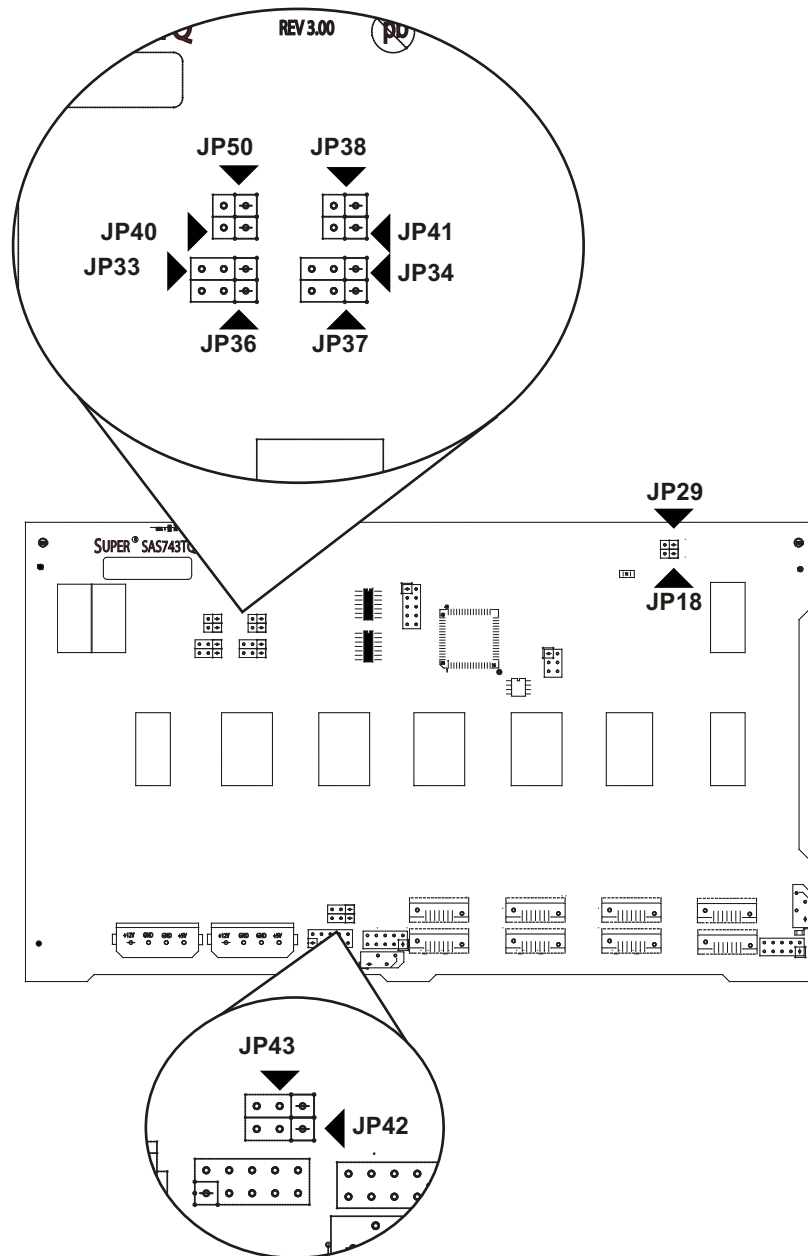 Q
REV 3.00
JP50 JP38
JP40 JP41
JP33 JP34
JP36 JP37
JP29
SUPER® SAS743TQ
JP18
+12V GND GND +5V
+12V GND GND +5V
JP43
JP42